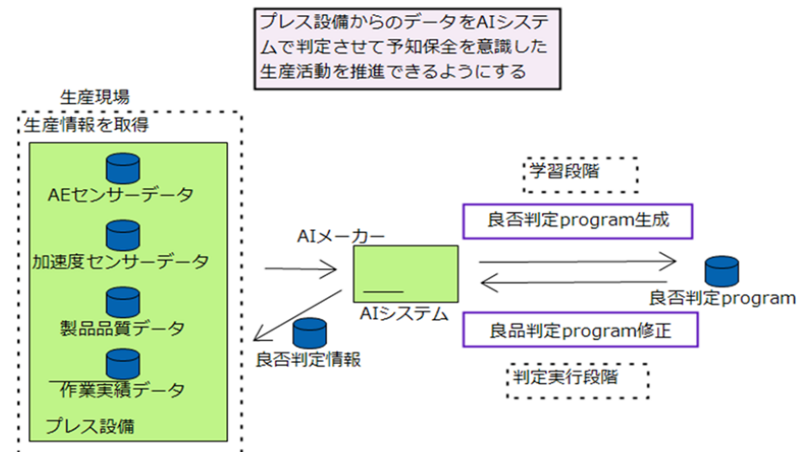 プレス設備からのデータをAIシステ
ムで判定させて予知保全を意識した
生産活動を推進できるようにする
生産現場
生産情報を取得
AEセンサーデータ
加速度センサーデータ
製品品質データ
作業実績データ
プレス設備
AIメーカー
AIシステム
良否判定情報
学習段階
良否判定program生成
良否判定program
良品判定program修正
判定実行段階